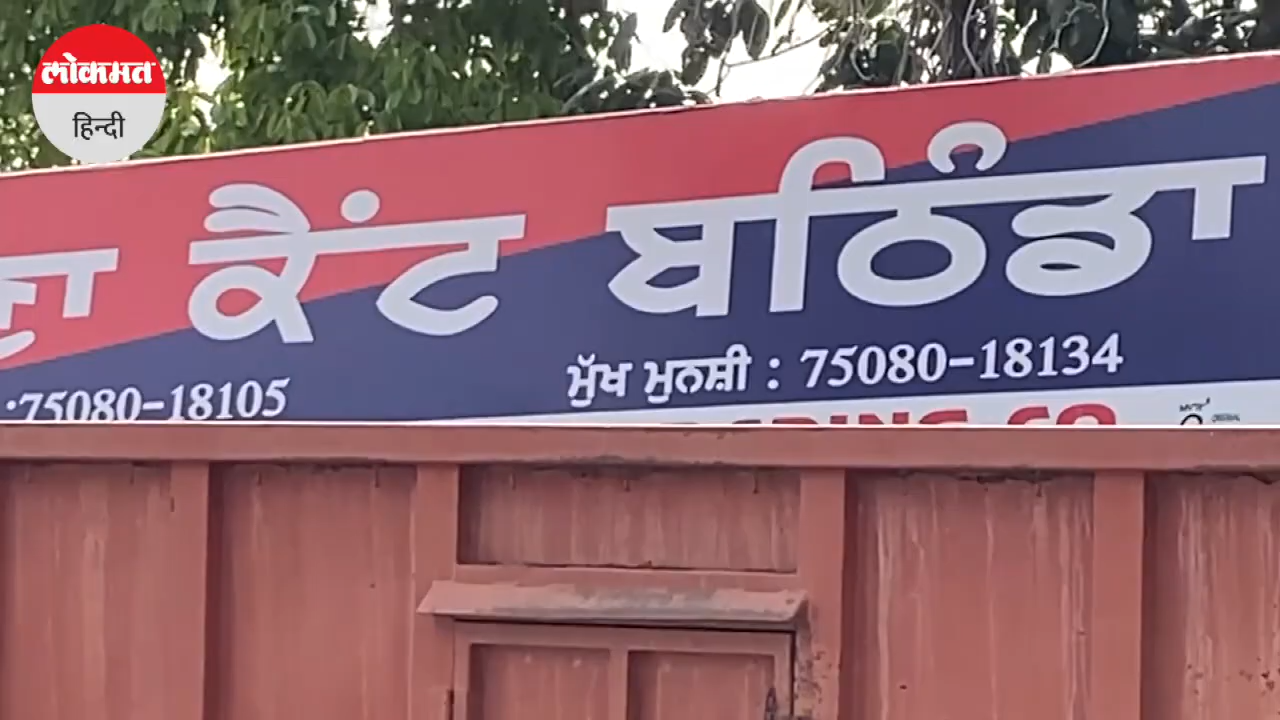 लोकमत
हिन्दी
ਕੈਂਟ ਬਠਿੰਡਾ
:75080-18105
ਮੁੱਖ ਮੁਨਸ਼ੀ : 75080-18134